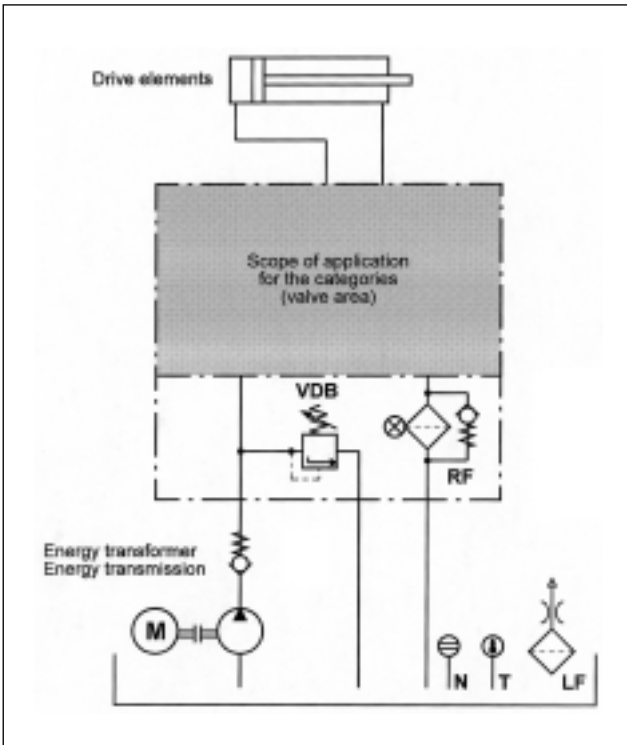 Drive elements
Scope of application
for the categories
(valve area)
VDB
RF
Energy transformer
Energy transmission
M
N
T
LF